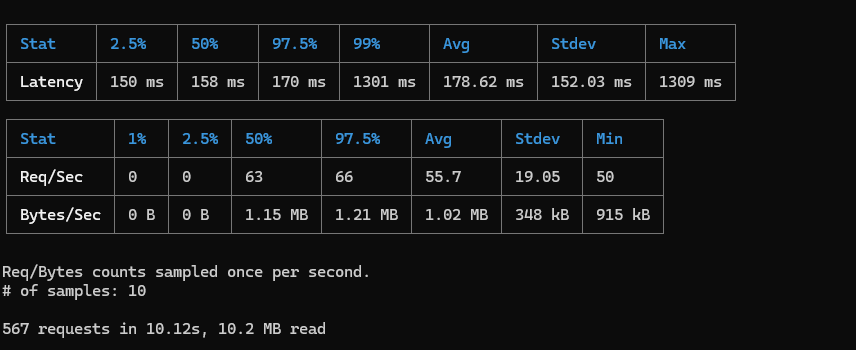 Stat 2.5% 50% 97.5% 99% Avg Stdev Max
Latency 150 ms 158 ms 170 ms 1301 ms 178.62 ms 152.03 ms 1309 ms
Stat 1% 2.5% 50% 97.5% Avg Stdev Min
Req/Sec 0 0 63 66 55.7 19.05 50
Bytes/Sec 0 B 0 B 1.15 MB 1.21 MB 1.02 MB 348 kB 915 kB
Req/Bytes counts sampled once per second.
# of samples: 10
567 requests in 10.12s, 10.2 MB read